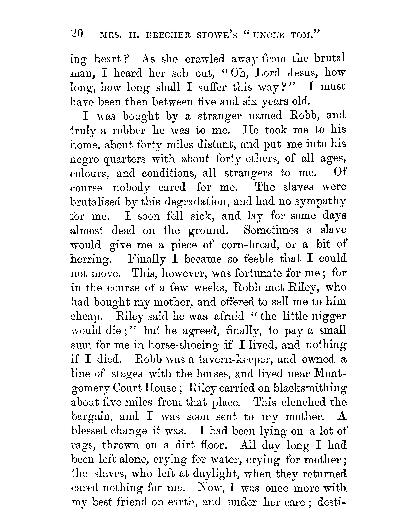 20 MRS. H. BEECHER STOWE'S "UNCLE TOM."
ing heart? As she crawled away from the brutal
man, I heard her sob out, "Oh, Lord Jesus, how
long, how long shall I suffer this way?" I must
have been then between five and six years old.
I was bought by a stranger named Robb, and
truly a robber he was to me. He took me to his
home, about forty miles distant, and put me into his
negro quarters with about forty others, of all ages,
colours, and conditions, all strangers to me. Of
course nobody cared for me. The slaves were
brutalised by this degradation, and had no sympathy
for me. I soon fell sick, and lay for some days
almost dead on the ground. Sometimes a slave
would give me a piece of corn-bread, or a bit of
herring. Finally I became so feeble that I could
not move. This, however, was fortunate for me; for
in the course of a few weeks, Robb met Riley, who
had bought my mother, and offered to sell me to him
cheap. Riley said he was afraid "the little nigger
would die;" but he agreed, finally, to pay a small
sum for me in horse-shoeing if I lived, and nothing
if I died. Robb was a tavern-keeper, and owned a
line of stages with the horses, and lived near Mont-
gomery Court House; Riley carried on blacksmithing
about five miles from that place. This clenched the
bargain, and I was soon sent to my mother. A
blessed change it was. I had been lying on a lot of
rags, thrown on a dirt floor. All day long I had
been left alone, crying for water, crying for mother;
the slaves, who left at daylight, when they returned
cared nothing for me. Now, I was once more with
my best friend on earth, and under her care; desti-